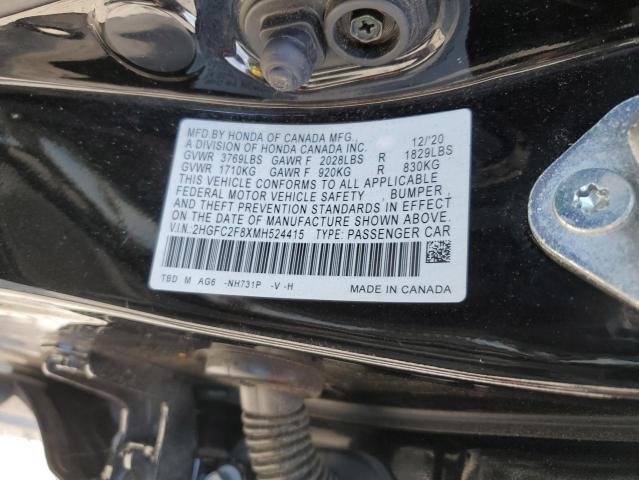 MFD.BY HONDA OF CANADA MFG., 12/'20
A DIVISION OF HONDA CANADA INC.
GVWR 3769LBS GAWR F 2028LBS R 1829LBS
GVWR 1710KG GAWR F 920KG R 830KG
THIS VEHICLE CONFORMS TO ALL APPLICABLE
FEDERAL MOTOR VEHICLE SAFETY , BUMPER ,
AND THEFT PREVENTION STANDARDS IN EFFECT
ON THE DATE OF MANUFACTURE SHOWN ABOVE.
V.I.N.:2HGFC2F8XMH524415 TYPE: PASSENGER CAR
TBD M AG6 -NH731P -V -H
MADE IN CANADA